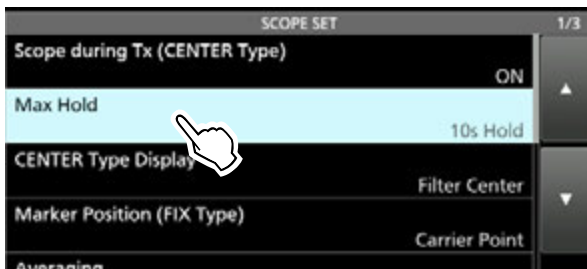 SCOPE SET
1/3
Scope during Tx (CENTER Type)
ON
Max Hold
10s Hold
CENTER Type Display
Filter Center
Marker Position (FIX Type)
Carrier Point
Averaging